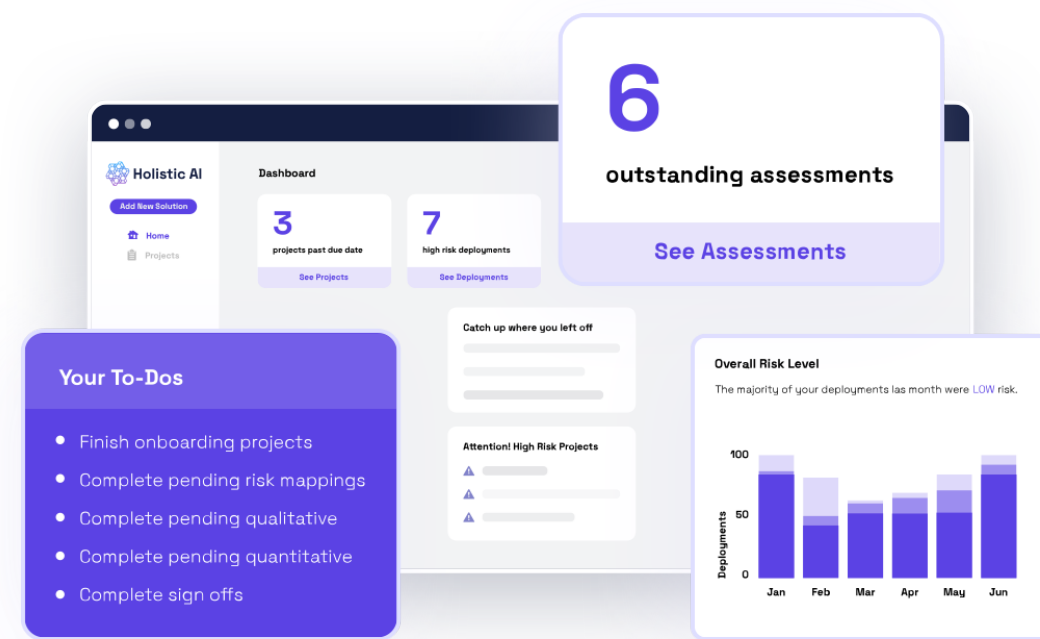 6
outstanding assessments
See Assessments
Holistic AI
Add New Solution
Home
Projects
Dashboard
3
projects past due date
See Projects
7
high risk deployments
See Deployments
Catch up where you left off
Attention! High Risk Projects
Your To-Dos
Finish onboarding projects
Complete pending risk mappings
Complete pending qualitative
Complete pending quantitative
Complete sign offs
Overall Risk Level
The majority of your deployments las month were LOW risk.
100
50
0
Deployments
Jan Feb Mar Apr May Jun